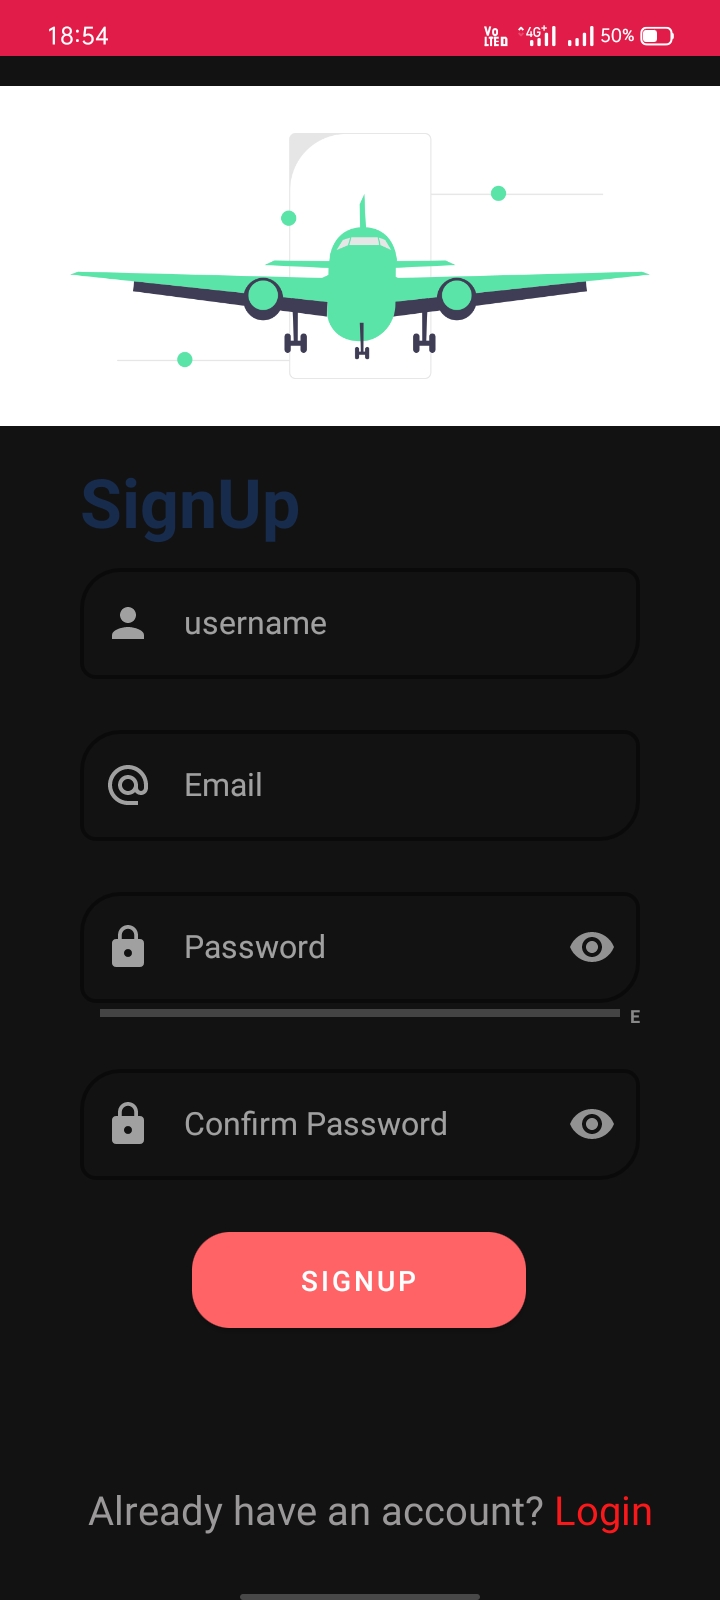 18:54 Vo LTE D 4G+ 50%
SignUp
username
Email
Password
E
Confirm Password
SIGNUP
Already have an account? Login